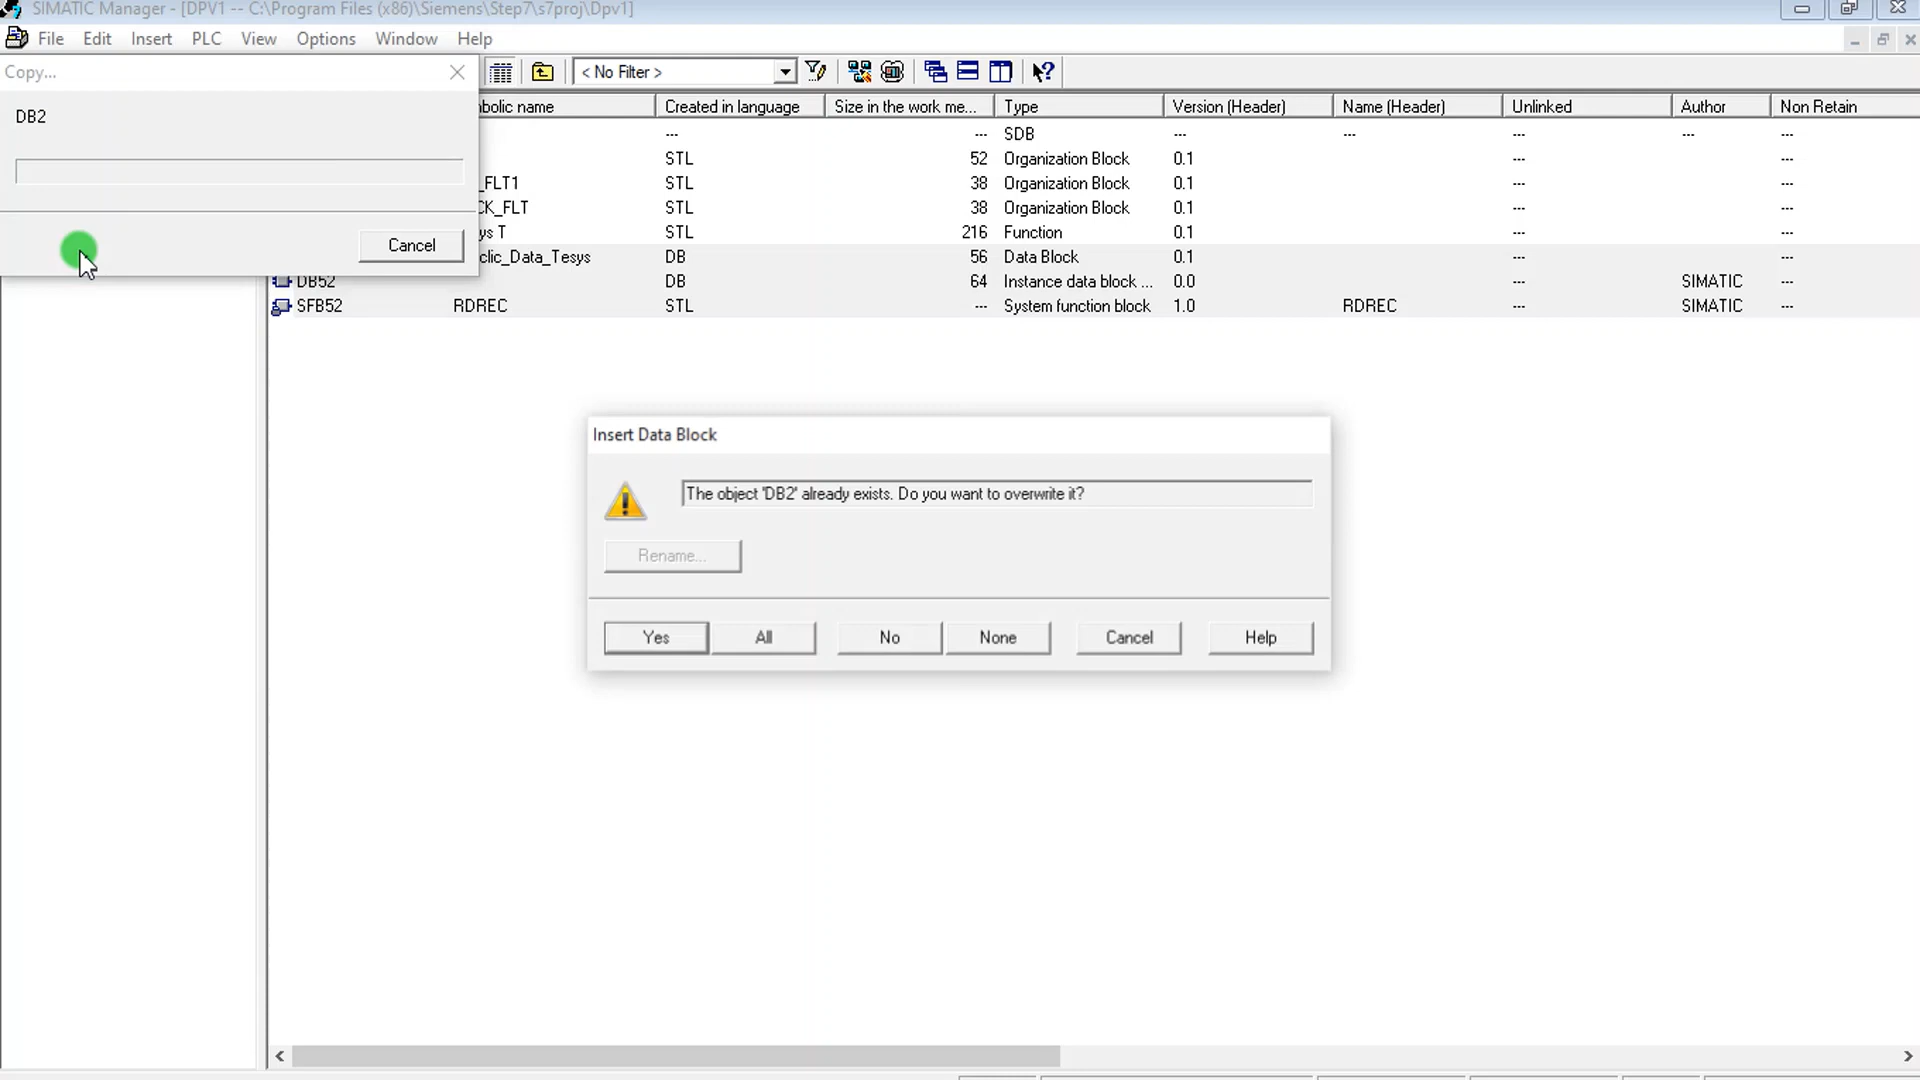 SIMATIC Manager - [DPV1 -- C:\Program Files (x86)\Siemens\Step7\s7proj\Dpv1]
File Edit Insert PLC View Options Window Help
Copy...
< No Filter >
DB2
Cancel
bolic name Created in language Size in the work me... Type Version (Header) Name (Header) Unlinked Author Non Retain
--- --- SDB --- --- --- --- ---
STL 52 Organization Block 0.1 --- ---
_FLT1 STL 38 Organization Block 0.1 --- ---
CK_FLT STL 38 Organization Block 0.1 --- ---
ys T STL 216 Function 0.1 --- ---
clic_Data_Tesys DB 56 Data Block 0.1 --- ---
DB52 DB 64 Instance data block ... 0.0 --- SIMATIC ---
SFB52 RDREC STL --- System function block 1.0 RDREC --- SIMATIC ---
Insert Data Block
The object 'DB2' already exists. Do you want to overwrite it?
Rename...
Yes All No None Cancel Help